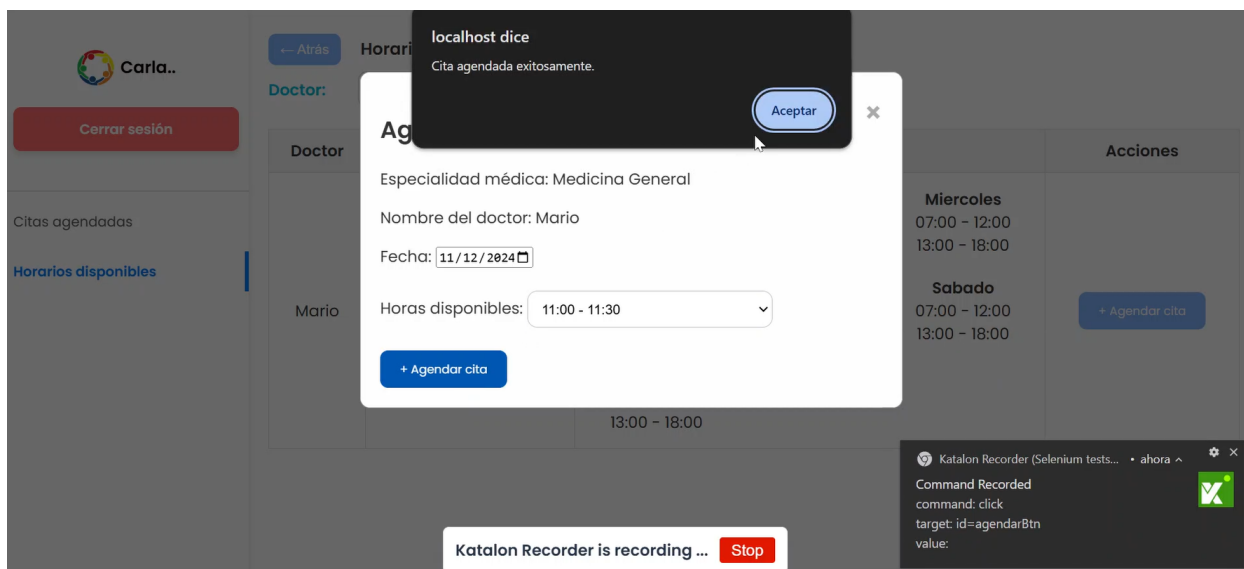 Carla..
Cerrar sesión
Citas agendadas
Horarios disponibles
← Atrás Horari
Doctor:
localhost dice
Cita agendada exitosamente.
Aceptar
Ag
×
Especialidad médica: Medicina General
Nombre del doctor: Mario
Fecha: 11/12/2024
Horas disponibles: 11:00 - 11:30
+ Agendar cita
Doctor Acciones
Mario
13:00 - 18:00
Miercoles
07:00 - 12:00
13:00 - 18:00
Sabado
07:00 - 12:00
13:00 - 18:00
+ Agendar cita
Katalon Recorder (Selenium tests... • ahora
Command Recorded
command: click
target: id=agendarBtn
value:
Katalon Recorder is recording ... Stop